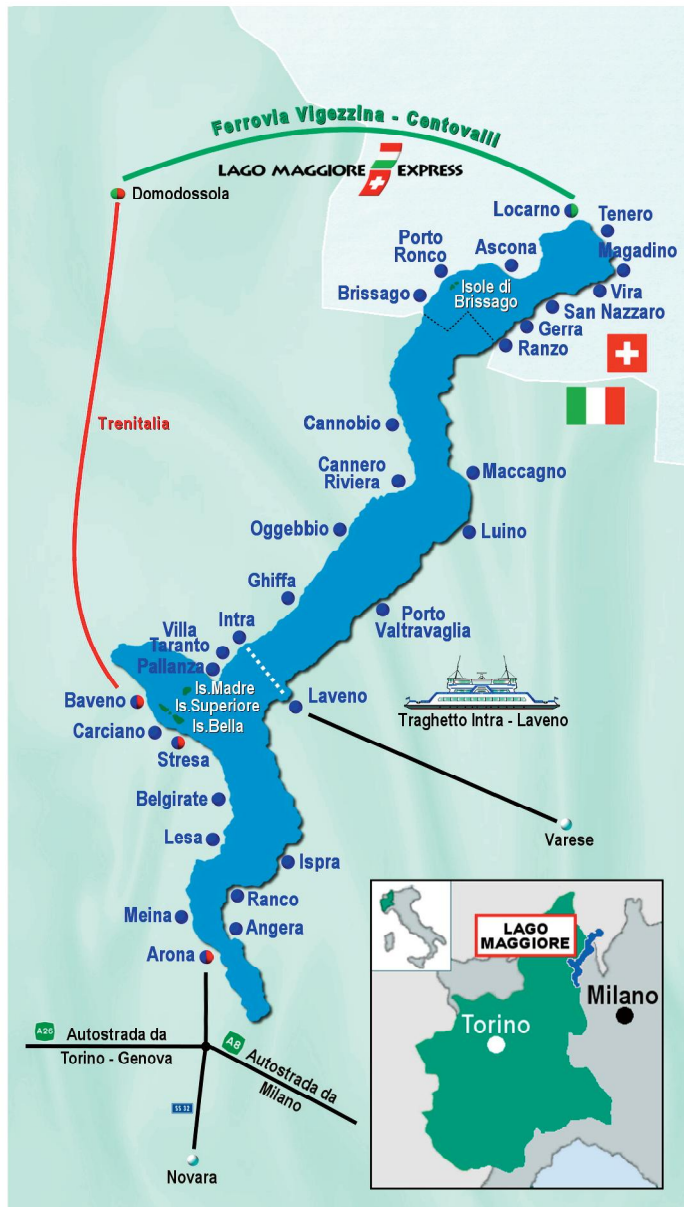 Ferrovia Vigezzina - Centovalli
LAGO MAGGIORE EXPRESS
Domodossola
Locarno
Tenero
Porto
Ronco
Ascona
Magadino
Brissago
Isole di
Brissago
Vira
San Nazzaro
Gerra
Ranzo
Trenitalia
Cannobio
Cannero
Riviera
Maccagno
Oggebbio
Luino
Ghiffa
Intra
Porto
Valtravaglia
Villa
Taranto
Pallanza
Is.Madre
Is.Superiore
Is.Bella
Baveno
Laveno
Carciano
Stresa
Traghetto Intra - Laveno
Belgirate
Lesa
Varese
Ispra
Ranco
Meina
Angera
Arona
LAGO
MAGGIORE
Milano
Torino
A26
Autostrada da
Torino - Genova
A8
Autostrada da
Milano
SS 32
Novara